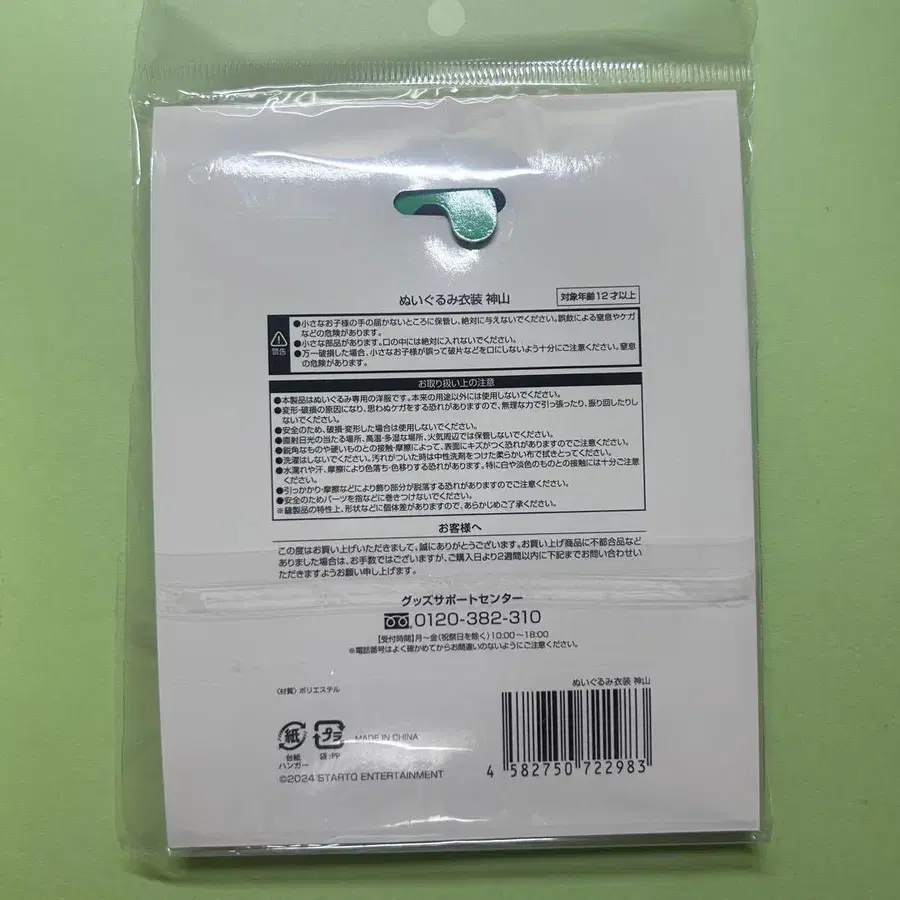 ぬいぐるみ衣装 神山
対象年齢12才以上
警告
●小さなお子様の手の届かないところに保管し、絶対に与えないでください。誤飲による窒息やケガ
などの危険があります。
●小さな部品があります。口の中には絶対に入れないでください。
●万一破損した場合、小さなお子様が誤って破片などを口にしないよう十分にご注意ください。窒息
の危険があります。
お取り扱い上の注意
●本製品はぬいぐるみ専用の洋服です。本来の用途以外には使用しないでください。
●変形・破損の原因になり、思わぬケガをする恐れがありますので、無理な力で引っ張ったり、振り回したりし
ないでください。
●安全のため、破損・変形した場合は使用しないでください。
●直射日光の当たる場所、高温・多湿な場所、火気周辺では保管しないでください。
●鋭角なものや硬いものとの接触・摩擦によって、表面にキズがつく恐れがありますのでご注意ください。
●洗濯はしないでください。汚れがついた時は中性洗剤をつけた柔らかい布で拭きとってください。
●水濡れや汗、摩擦により色落ち・色移りする恐れがあります。特に白や淡色のものとの接触には十分ご注意
ください。
●引っかかり・摩擦などにより飾り部分が脱落する恐れがありますのでご注意ください。
●安全のためパーツを指などに巻きつけないでください。
※縫製品の特性上、形状などに個体差がありますので、あらかじめご了承ください。
お客様へ
この度はお買い上げいただきまして、誠にありがとうございます。お買い上げ商品に不都合品など
ありました場合は、お手数ではございますが、ご購入日より2週間以内に下記までお問い合わせい
ただきますようお願い申し上げます。
グッズサポートセンター
0120-382-310
【受付時間】月〜金(祝祭日を除く)10:00〜18:00
※電話番号はよく確かめてからお間違いのないようにご注意ください。
〈材質〉ポリエステル
ぬいぐるみ衣装 神山
紙
プラ
MADE IN CHINA
台紙
ハンガー
袋:PP
©2024 STARTO ENTERTAINMENT
4 582750 722983